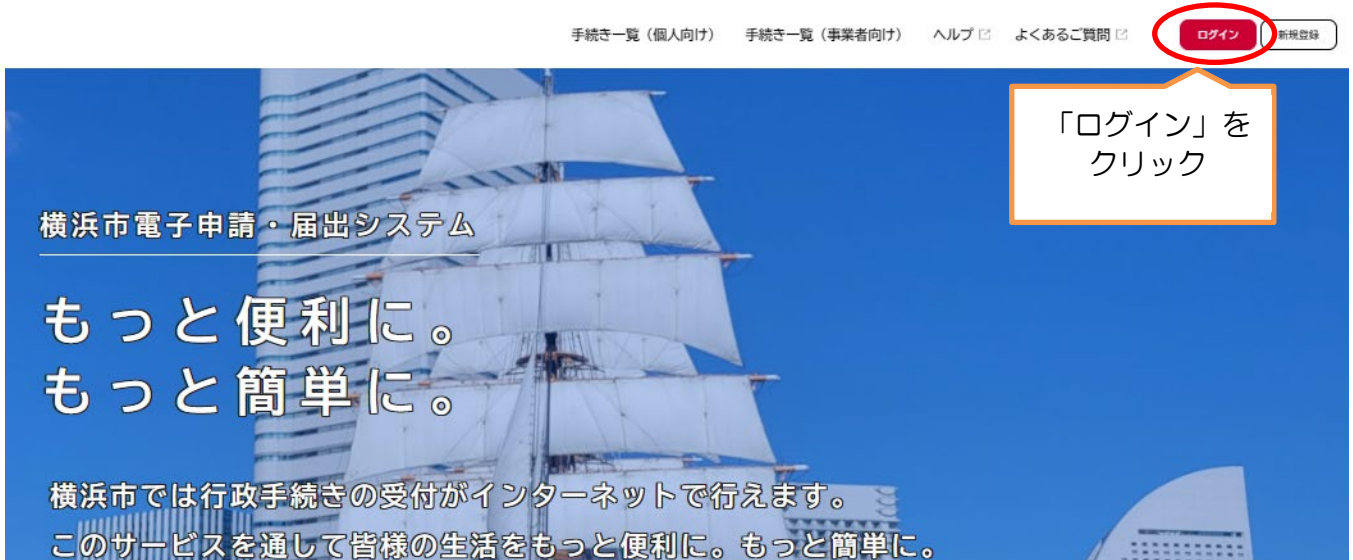 手続き一覧（個人向け） 手続き一覧（事業者向け） ヘルプ よくあるご質問 ログイン 新規登録
「ログイン」を
クリック
横浜市電子申請・届出システム
もっと便利に。
もっと簡単に。
横浜市では行政手続きの受付がインターネットで行えます。
このサービスを通して皆様の生活をもっと便利に。もっと簡単に。